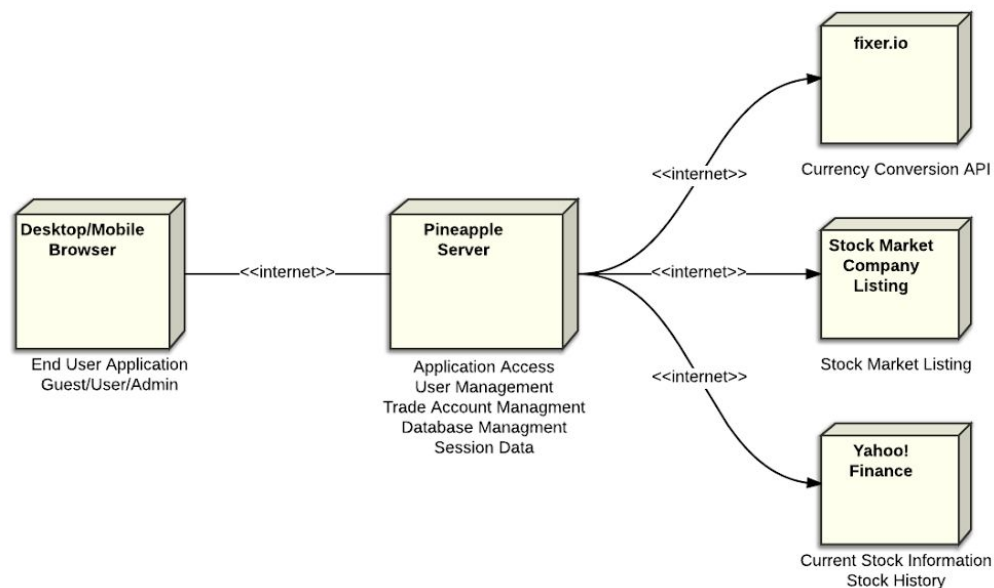 Desktop/Mobile
Browser
<<internet>>
End User Application
Guest/User/Admin
Pineapple
Server
Application Access
User Management
Trade Account Managment
Database Managment
Session Data
<<internet>>
fixer.io
Currency Conversion API
<<internet>>
Stock Market
Company
Listing
Stock Market Listing
<<internet>>
Yahoo!
Finance
Current Stock Information
Stock History